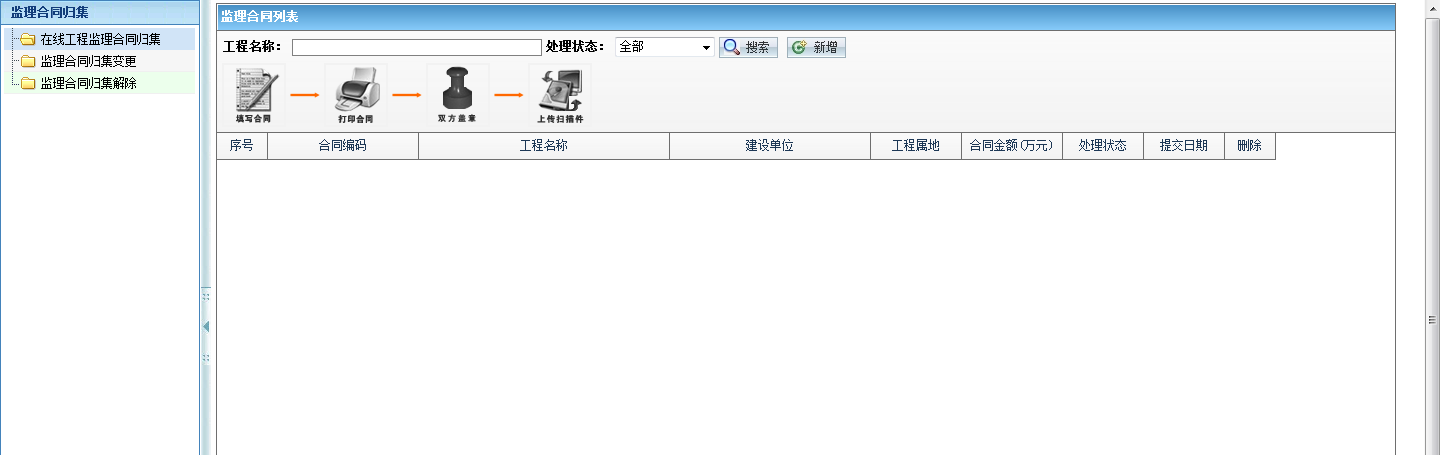 监理合同归集
在线工程监理合同归集
监理合同归集变更
监理合同归集解除
监理合同列表
工程名称： 处理状态： 全部 搜索 新增
填写合同 打印合同 双方盖章 上传扫描件
序号 合同编码 工程名称 建设单位 工程属地 合同金额(万元) 处理状态 提交日期 删除